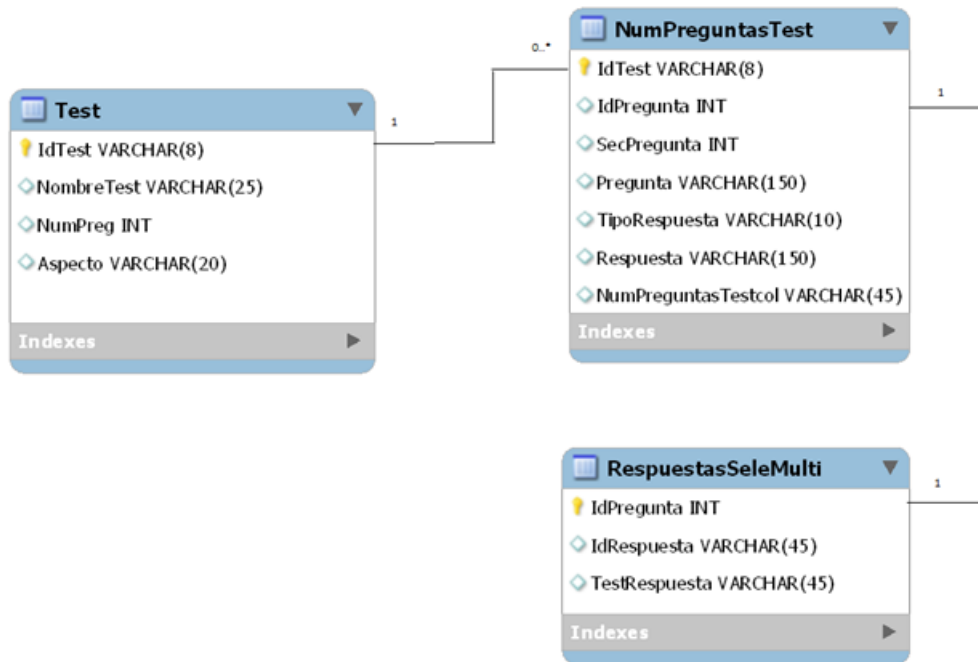 Test
IdTest VARCHAR(8)
NombreTest VARCHAR(25)
NumPreg INT
Aspecto VARCHAR(20)
Indexes
1
0..*
NumPreguntasTest
IdTest VARCHAR(8)
IdPregunta INT
SecPregunta INT
Pregunta VARCHAR(150)
TipoRespuesta VARCHAR(10)
Respuesta VARCHAR(150)
NumPreguntasTestcol VARCHAR(45)
Indexes
1
RespuestasSeleMulti
IdPregunta INT
IdRespuesta VARCHAR(45)
TestRespuesta VARCHAR(45)
Indexes
1